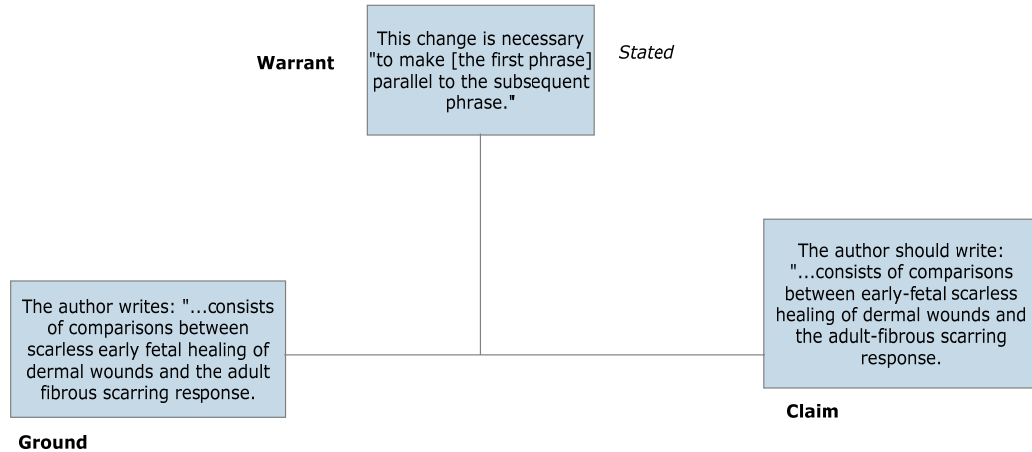 This change is necessary
"to make [the first phrase]
parallel to the subsequent
phrase."
Warrant
Stated
The author writes: "...consists
of comparisons between
scarless early fetal healing of
dermal wounds and the adult
fibrous scarring response.
Ground
The author should write:
"...consists of comparisons
between early-fetal scarless
healing of dermal wounds and
the adult-fibrous scarring
response.
Claim